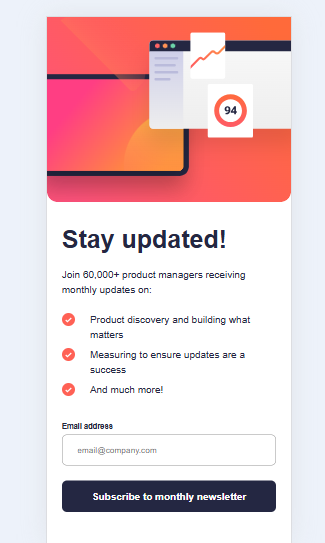 94
Stay updated!
Join 60,000+ product managers receiving
monthly updates on:
Product discovery and building what
matters
Measuring to ensure updates are a
success
And much more!
Email address
email@company.com
Subscribe to monthly newsletter